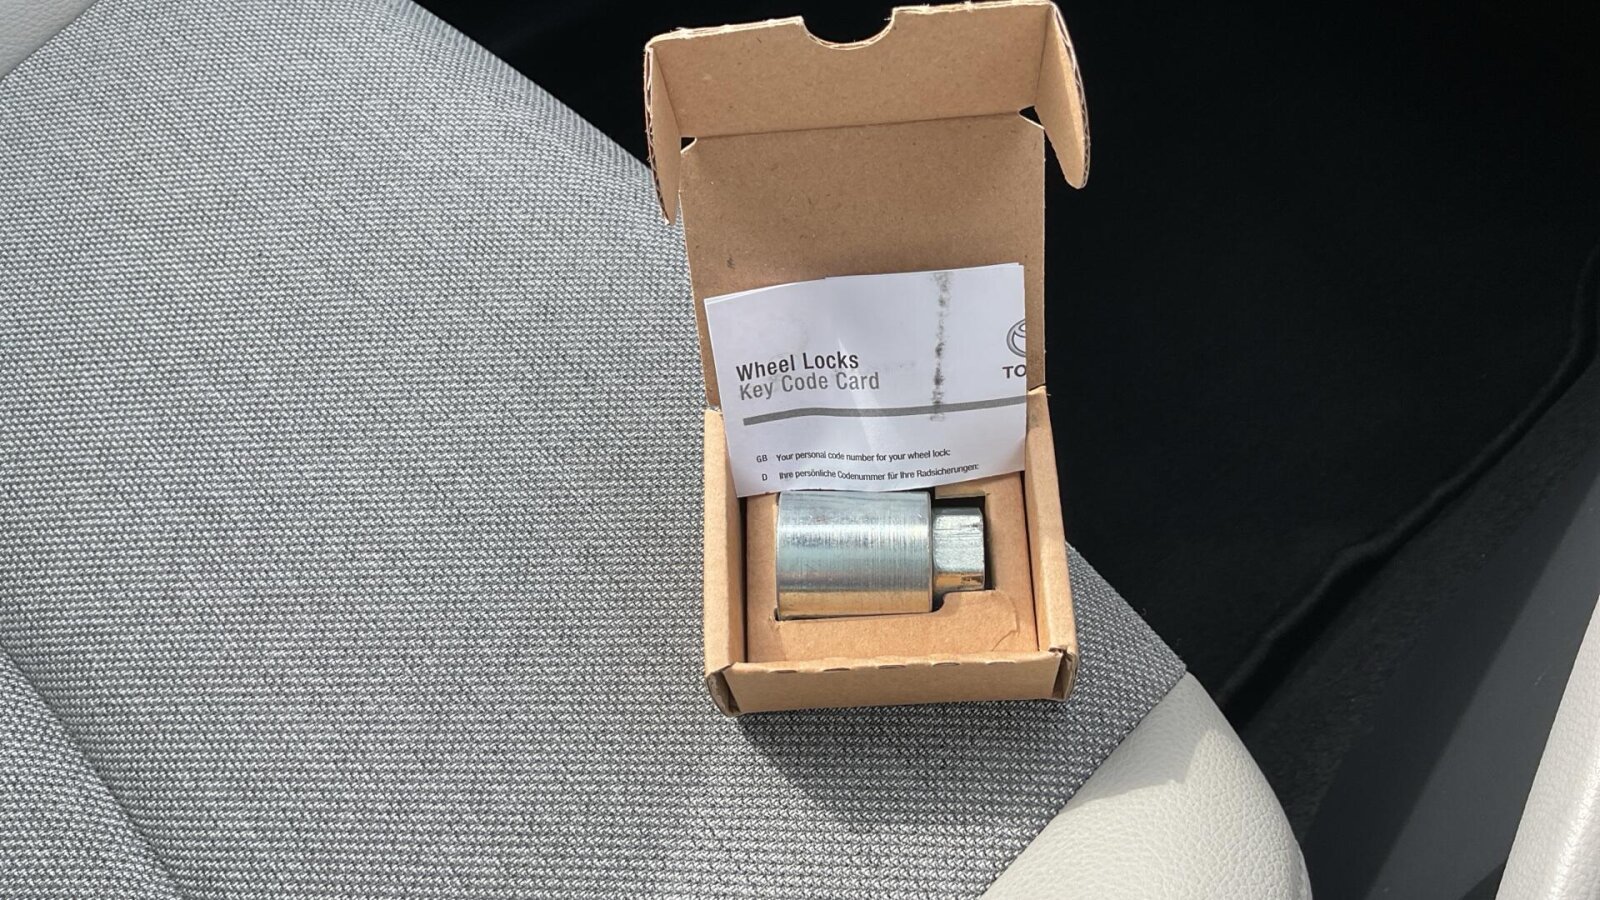 Wheel Locks
Key Code Card
TO
GB Your personal code number for your wheel lock:
D Ihre persönliche Codenummer für Ihre Radsicherungen: